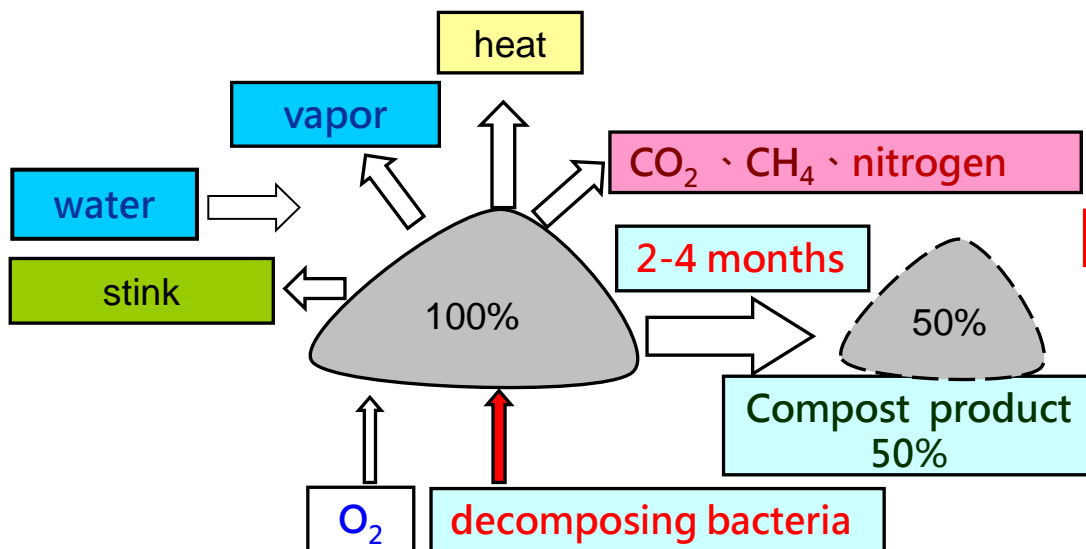 heat
vapor
CO₂ 、CH₄、nitrogen
water
2-4 months
stink
100%
50%
Compost product
50%
O₂
decomposing bacteria